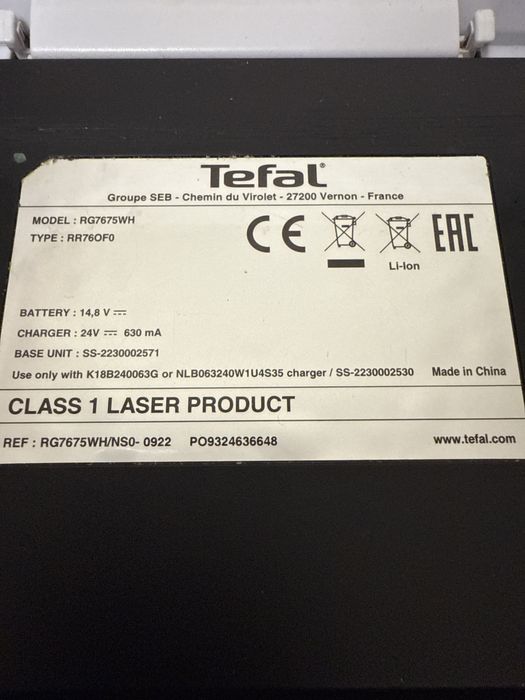 Tefal®
Groupe SEB - Chemin du Virolet - 27200 Vernon - France
MODEL : RG7675WH
TYPE : RR76OF0
CE
EAC
Li-Ion
BATTERY : 14,8 V ⎓
CHARGER : 24V ⎓ 630 mA
BASE UNIT : SS-2230002571
Use only with K18B240063G or NLB063240W1U4S35 charger / SS-2230002530 Made in China
CLASS 1 LASER PRODUCT
REF : RG7675WH/NS0- 0922 PO9324636648 www.tefal.com